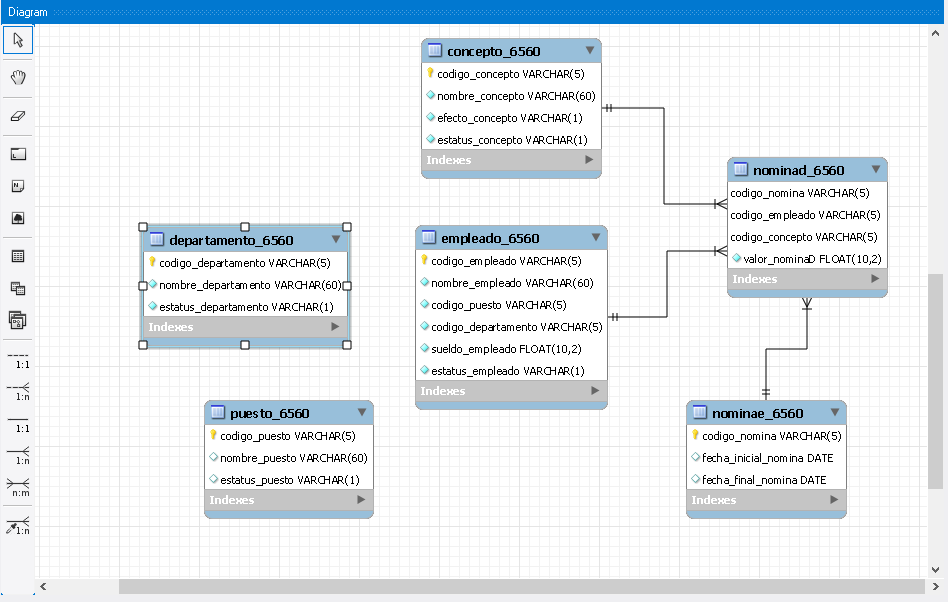 Diagram
concepto_6560
codigo_concepto VARCHAR(5)
nombre_concepto VARCHAR(60)
efecto_concepto VARCHAR(1)
estatus_concepto VARCHAR(1)
Indexes
nominad_6560
codigo_nomina VARCHAR(5)
codigo_empleado VARCHAR(5)
codigo_concepto VARCHAR(5)
valor_nominaD FLOAT(10,2)
Indexes
departamento_6560
codigo_departamento VARCHAR(5)
nombre_departamento VARCHAR(60)
estatus_departamento VARCHAR(1)
Indexes
empleado_6560
codigo_empleado VARCHAR(5)
nombre_empleado VARCHAR(60)
codigo_puesto VARCHAR(5)
codigo_departamento VARCHAR(5)
sueldo_empleado FLOAT(10,2)
estatus_empleado VARCHAR(1)
Indexes
puesto_6560
codigo_puesto VARCHAR(5)
nombre_puesto VARCHAR(60)
estatus_puesto VARCHAR(1)
Indexes
nominae_6560
codigo_nomina VARCHAR(5)
fecha_inicial_nomina DATE
fecha_final_nomina DATE
Indexes
1:1
1:n
1:1
1:n
n:m
1:n